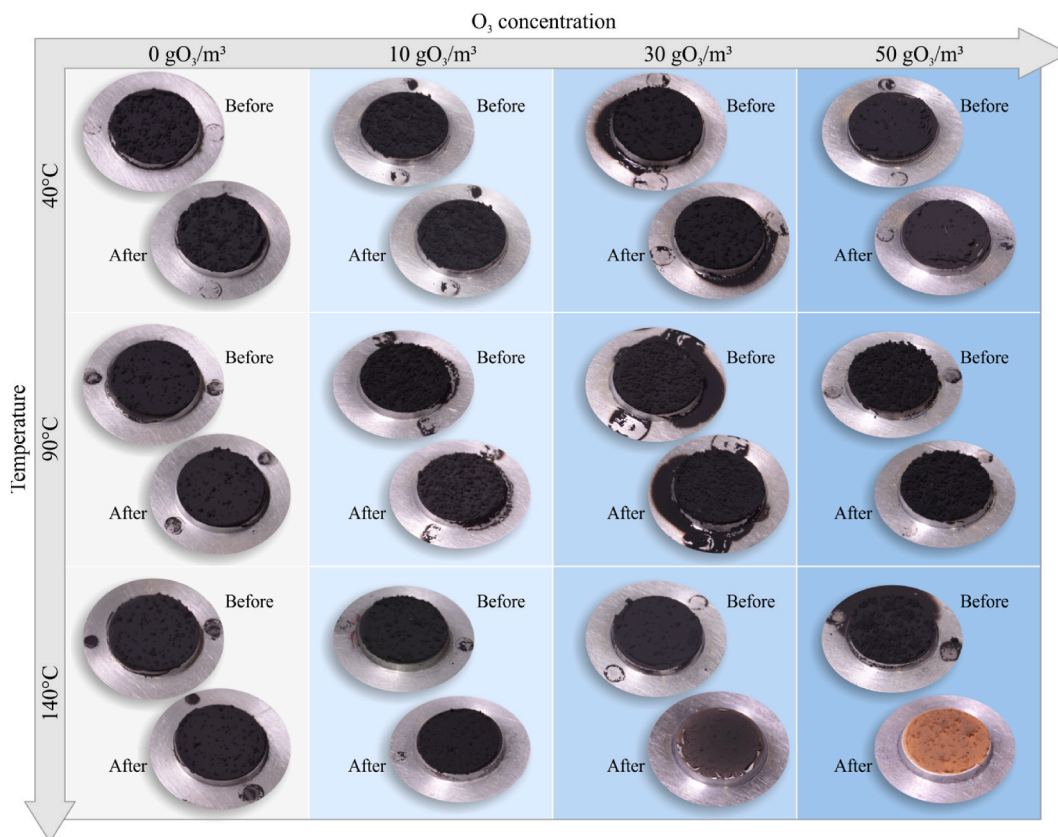 O₃ concentration
0 gO₃/m³
10 gO₃/m³
30 gO₃/m³
50 gO₃/m³
Temperature
40°C
Before
Before
Before
Before
After
After
After
After
90°C
Before
Before
Before
Before
After
After
After
After
140°C
Before
Before
Before
Before
After
After
After
After